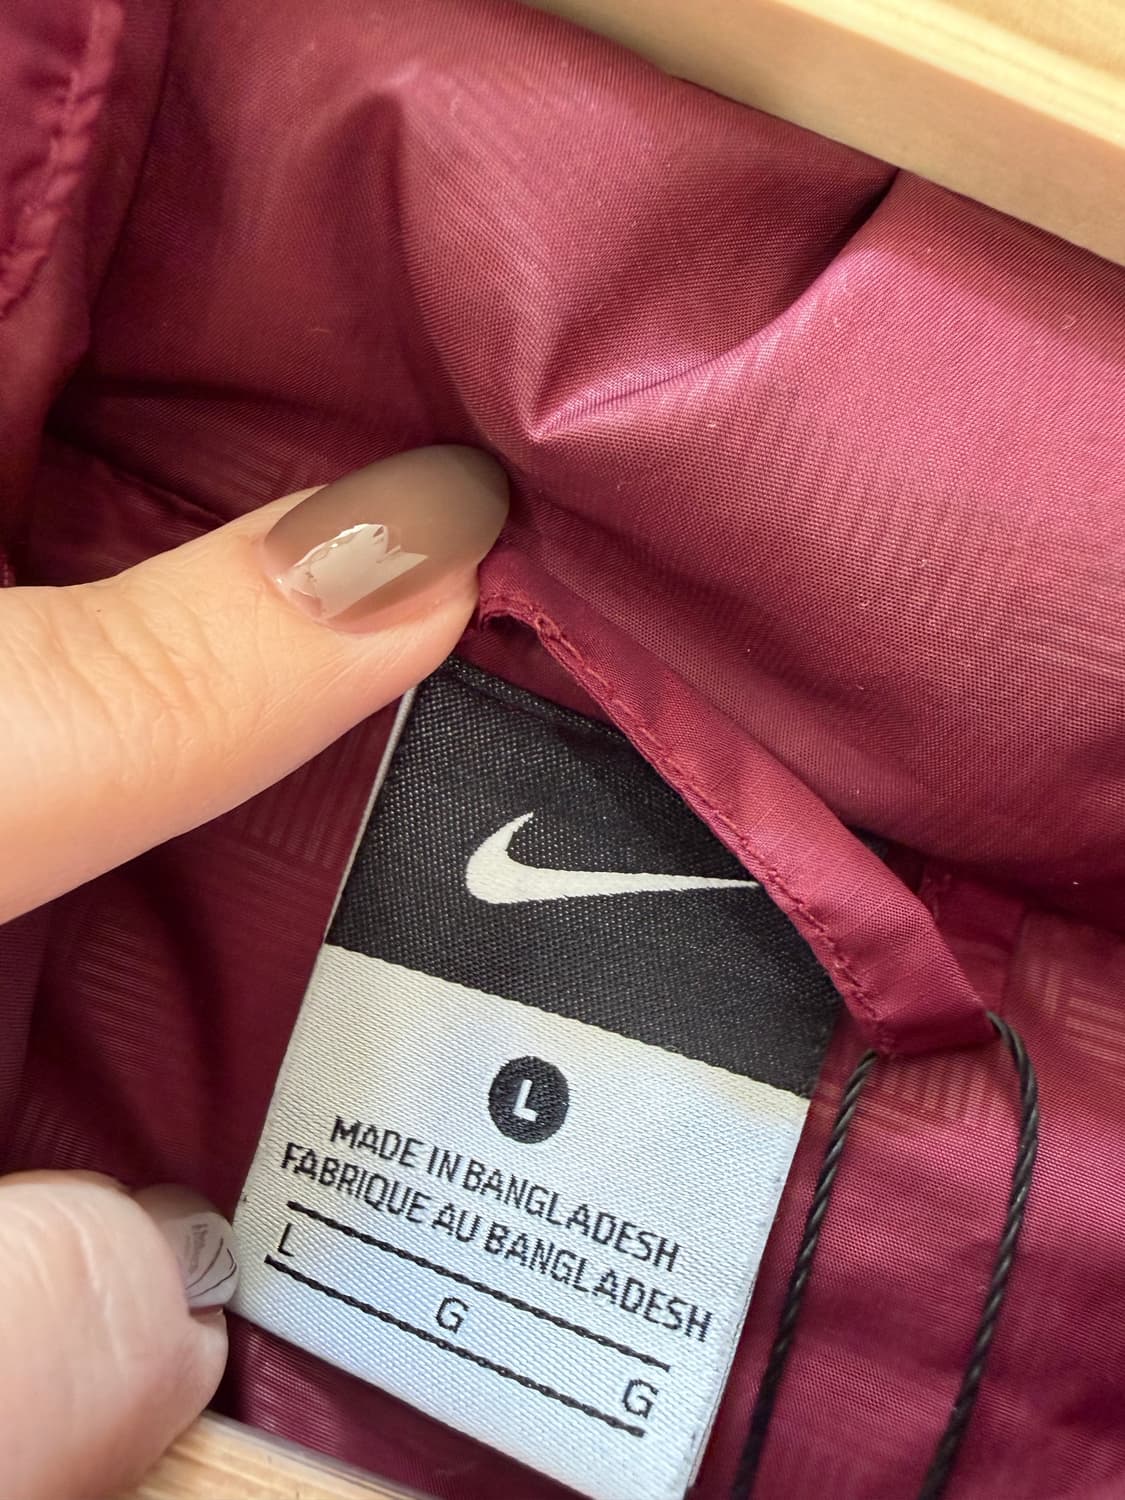 L
MADE IN BANGLADESH
FABRIQUE AU BANGLADESH
L G G